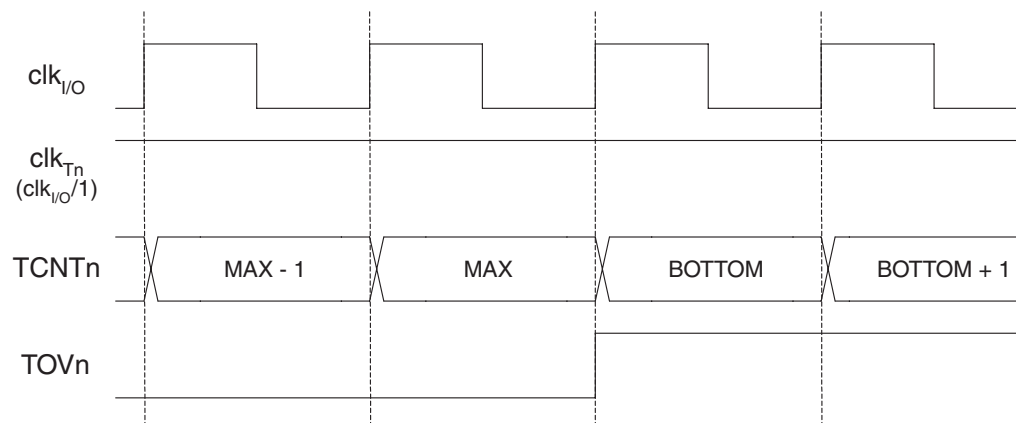 clkI/O
clkTn
(clkI/O/1)
TCNTn
MAX - 1
MAX
BOTTOM
BOTTOM + 1
TOVn